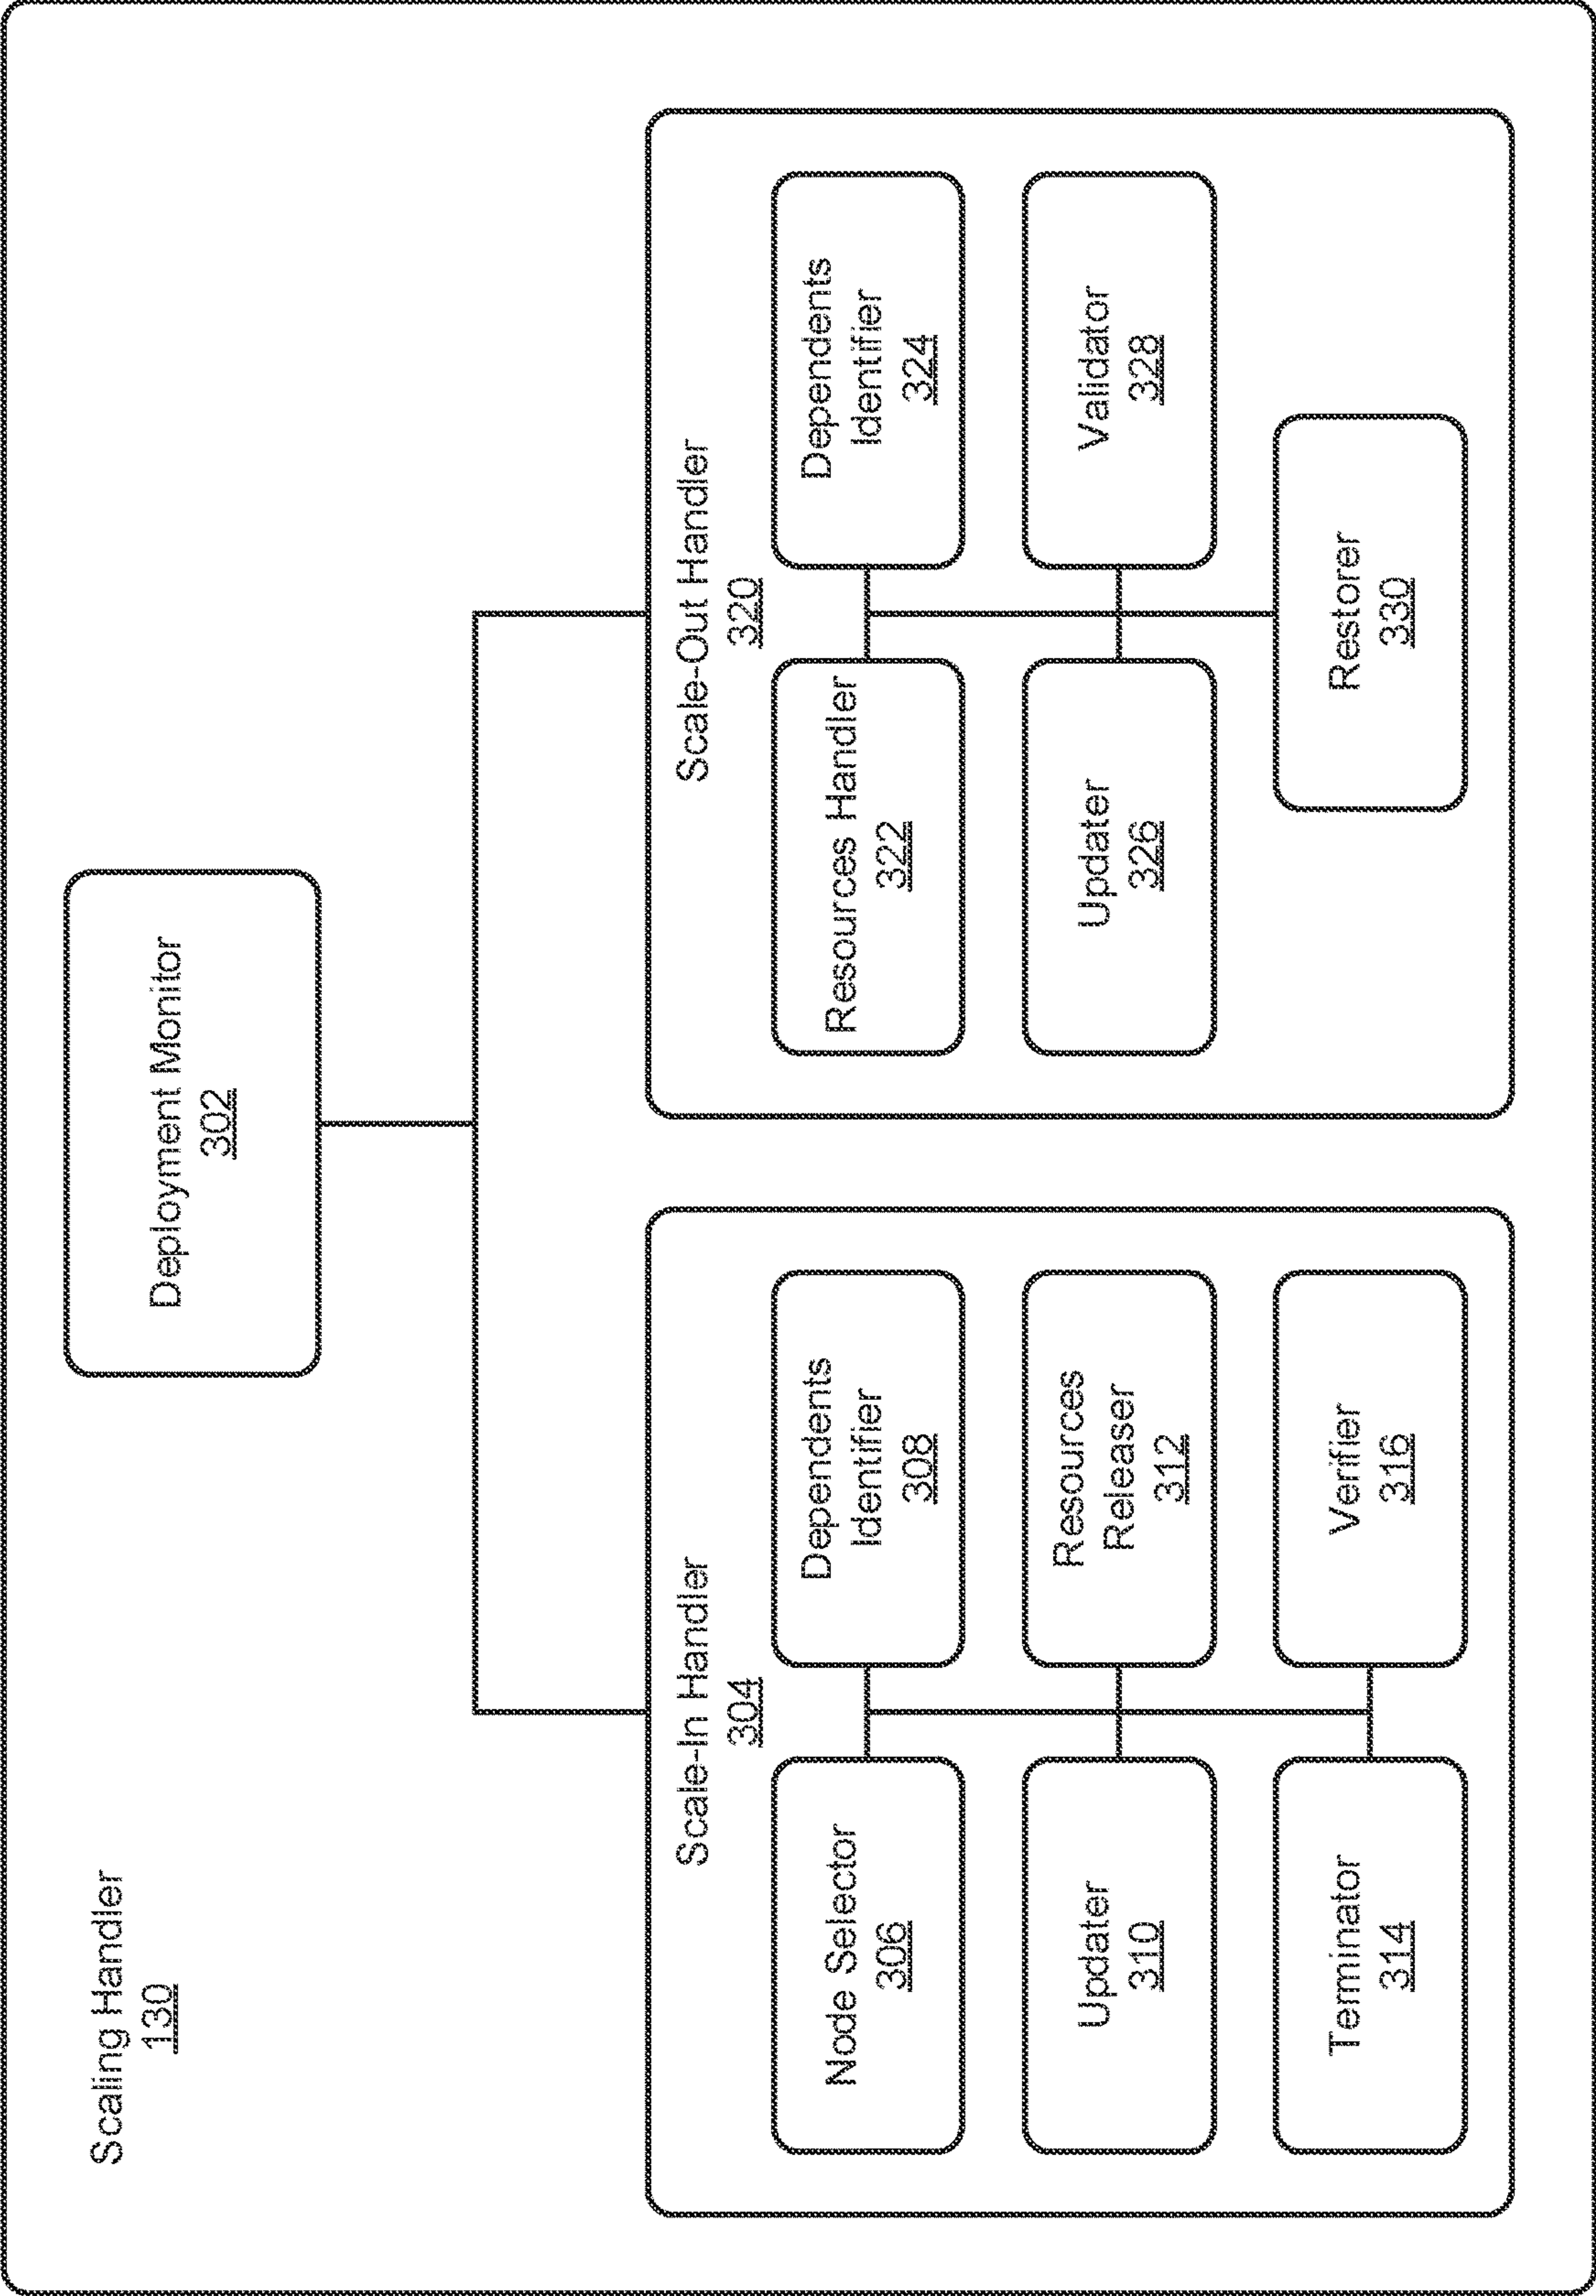 Scaling Handler
130
Deployment Monitor
302
Scale-In Handler
304
Node Selector
306
Dependents
Identifier
308
Updater
310
Resources
Releaser
312
Terminator
314
Verifier
316
Scale-Out Handler
320
Resources Handler
322
Dependents
Identifier
324
Updater
326
Validator
328
Restorer
330